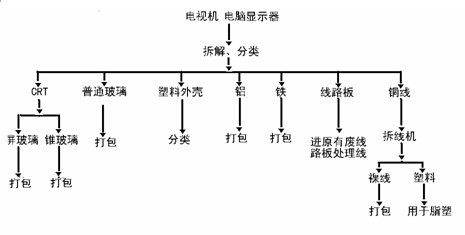 电视机 电脑显示器
拆解、分类
CRT 普通玻璃 塑料外壳 铝 铁 线路板 铜线
屏玻璃 锥玻璃 打包 分类 打包 打包 进原有废线 拆线机
路板处理线
打包 打包 裸线 塑料
打包 用于脂塑